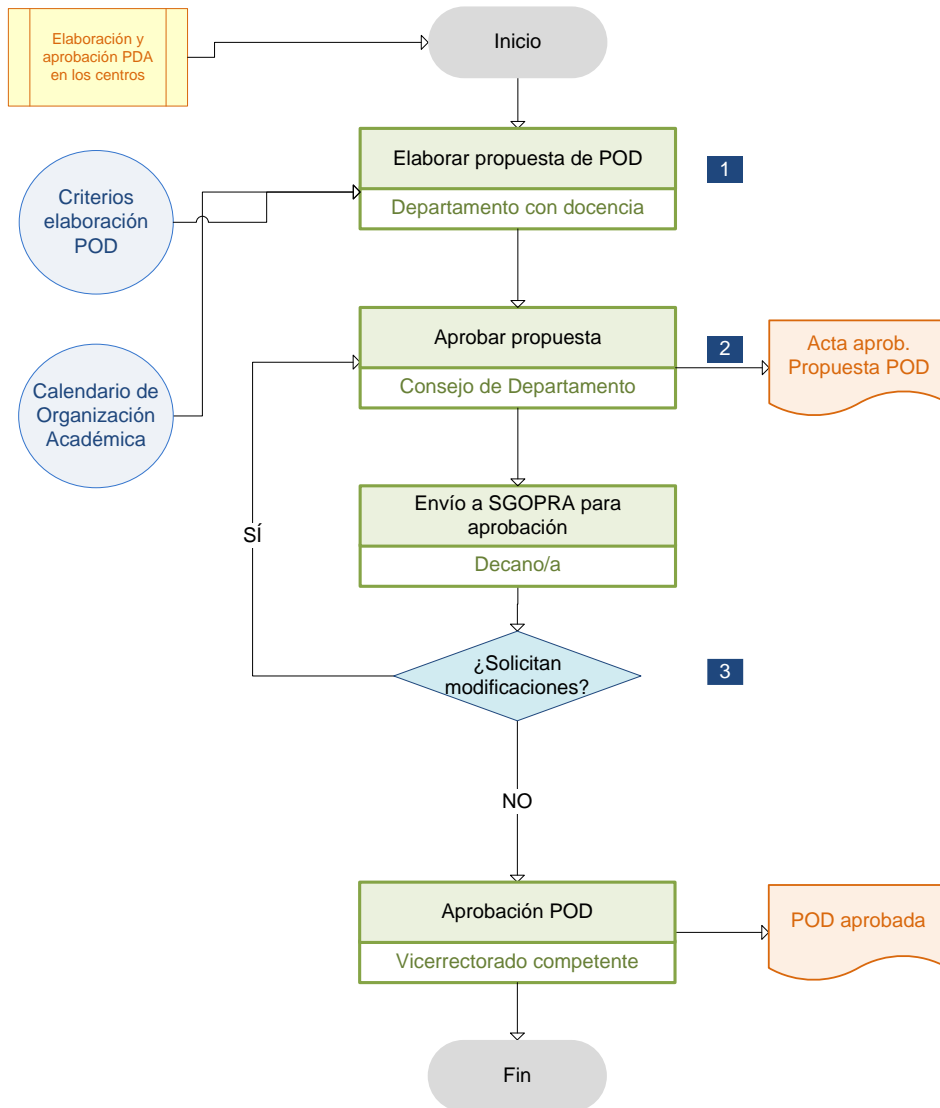 Elaboración y
aprobación PDA
en los centros
Inicio
Elaborar propuesta de POD
Departamento con docencia
1
Criterios
elaboración
POD
Aprobar propuesta
Consejo de Departamento
2
Acta aprob.
Propuesta POD
Calendario de
Organización
Académica
Envío a SGOPRA para
aprobación
Decano/a
SÍ
¿Solicitan
modificaciones?
3
NO
Aprobación POD
Vicerrectorado competente
POD aprobada
Fin